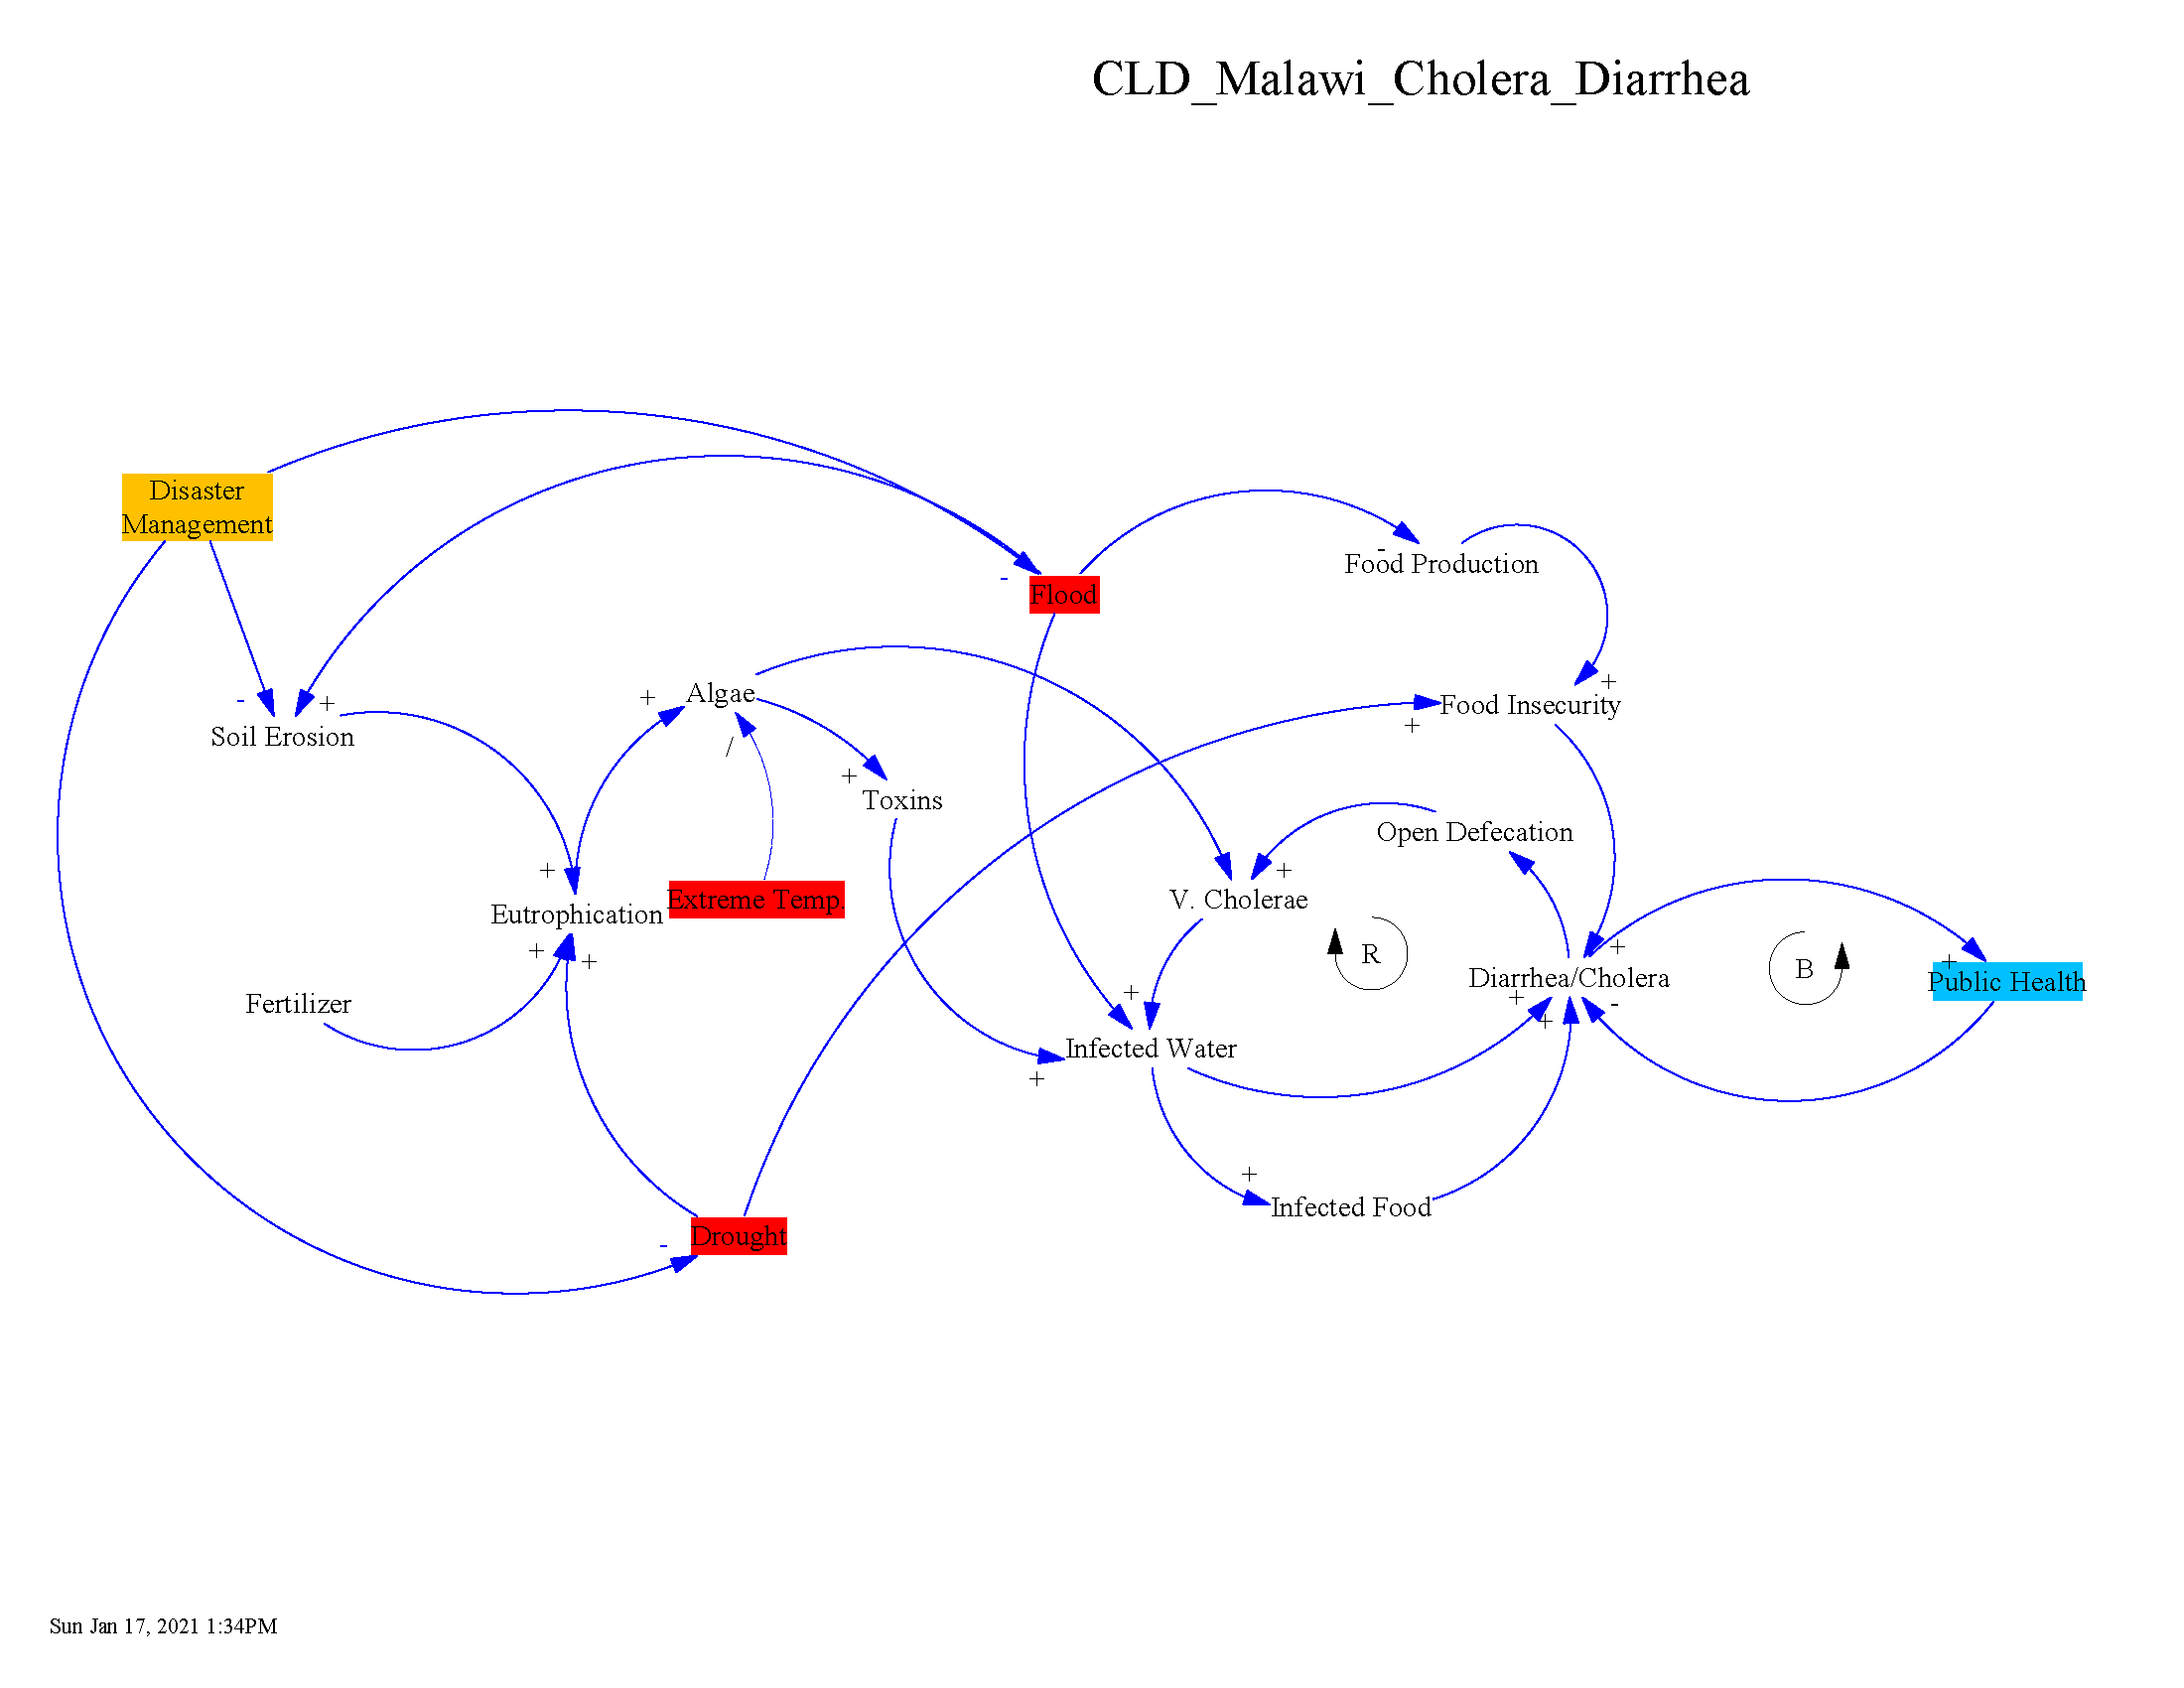 CLD_Malawi_Cholera_Diarrhea
Disaster
Management
-
Flood
-
Food Production
-
+
Soil Erosion
+
Algae
/
+
Toxins
+
Food Insecurity
+
Open Defecation
+
Eutrophication
+
+
+
Extreme Temp.
V. Cholerae
+
R
Diarrhea/Cholera
+
+
+
-
B
+
Public Health
Fertilizer
+
Infected Water
+
+
Infected Food
-
Drought
Sun Jan 17, 2021 1:34PM